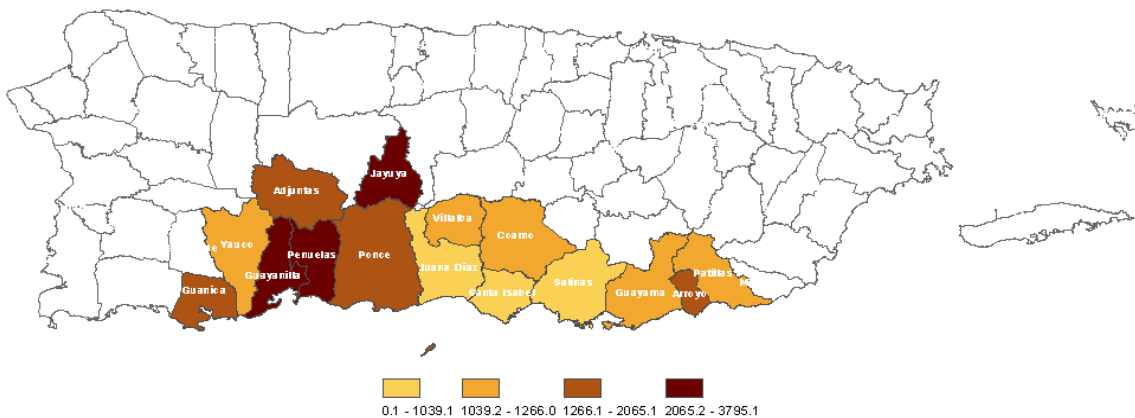 Jayuya
Adjuntas
Villalba
Yauco
Coamo
Penuelas
Ponce
Juana Diaz
Guayanilla
Patillas
Salinas
Guanica
Santa Isabel
Guayama
Arroyo
0.1 - 1039.1
1039.2 - 1266.0
1266.1 - 2065.1
2065.2 - 3795.1